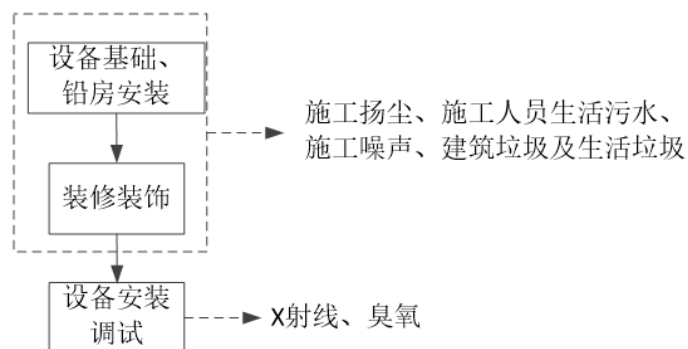 设备基础、
铅房安装
施工扬尘、施工人员生活污水、
施工噪声、建筑垃圾及生活垃圾
装修装饰
设备安装
调试
X射线、臭氧